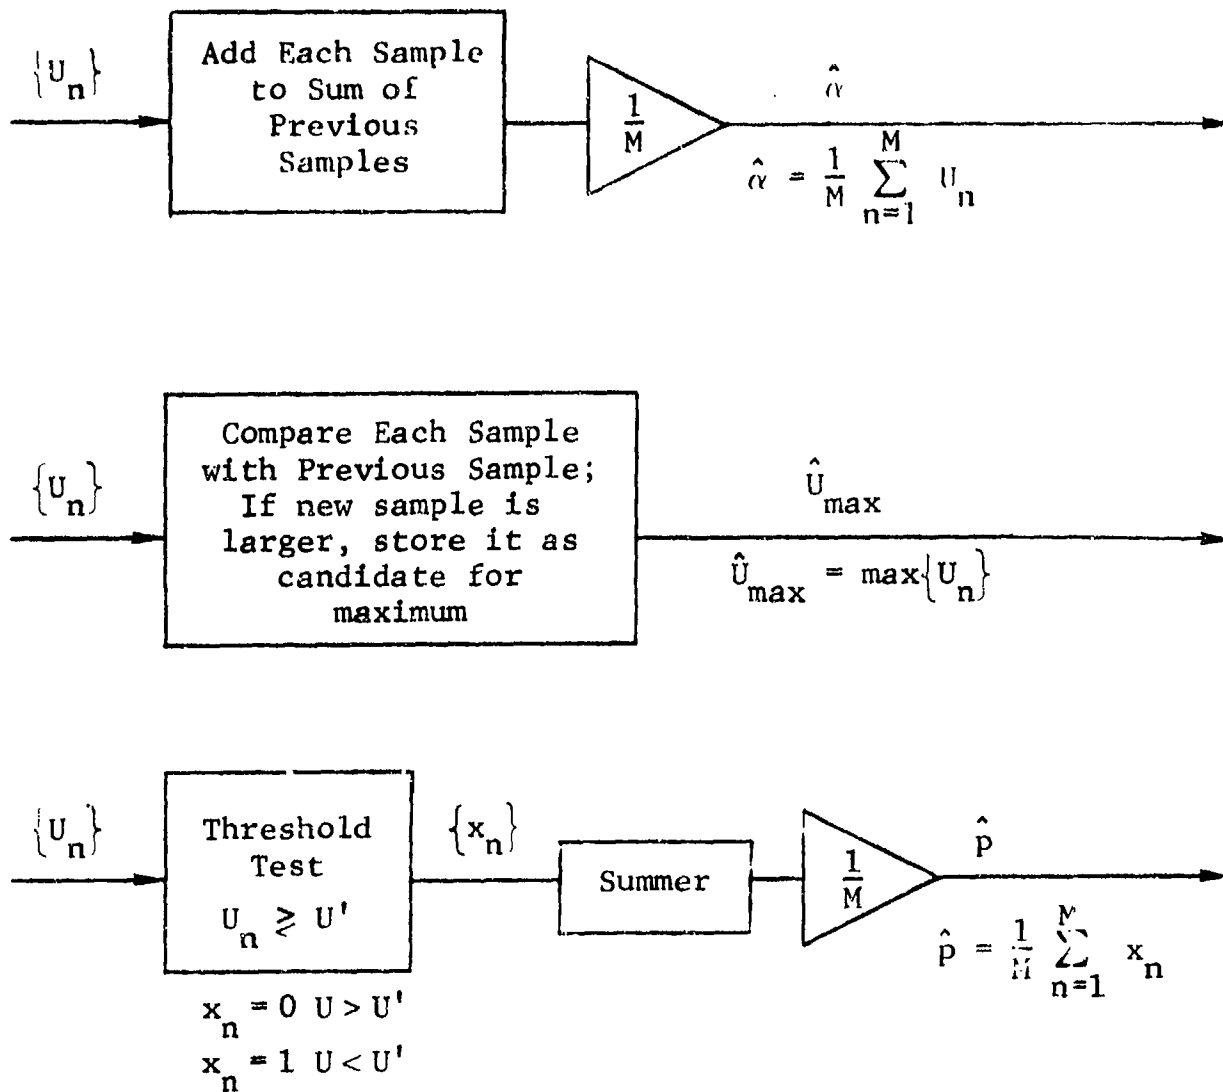 {U_n}
Add Each Sample
to Sum of
Previous
Samples
1/M
α̂
α̂ = 1/M ∑_{n=1}^{M} U_n
{U_n}
Compare Each Sample
with Previous Sample;
If new sample is
larger, store it as
candidate for
maximum
Û_max
Û_max = max{U_n}
{U_n}
Threshold
Test
U_n ≷ U'
x_n = 0 U > U'
x_n = 1 U < U'
{x_n}
Summer
1/M
p̂
p̂ = 1/M ∑_{n=1}^{M} x_n